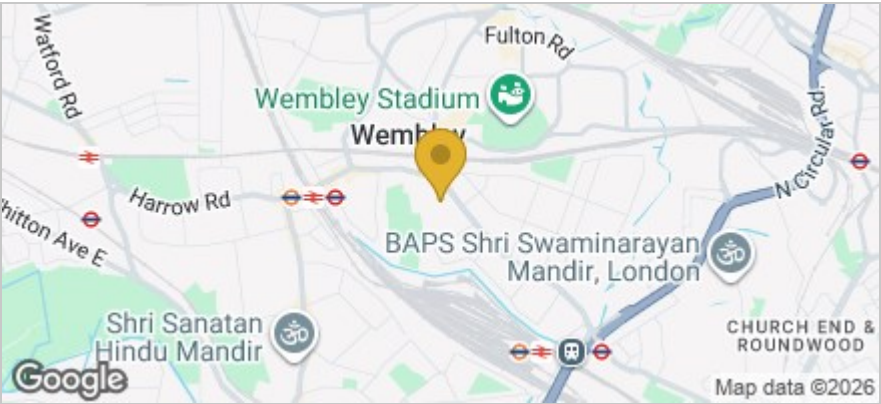 Watford Rd
Fulton Rd
Wembley Stadium
Wembley
N Circular Rd.
Harrow Rd
hitton Ave E
BAPS Shri Swaminarayan
Mandir, London
Shri Sanatan
Hindu Mandir
CHURCH END &
ROUNDWOOD
Google
Map data ©2026